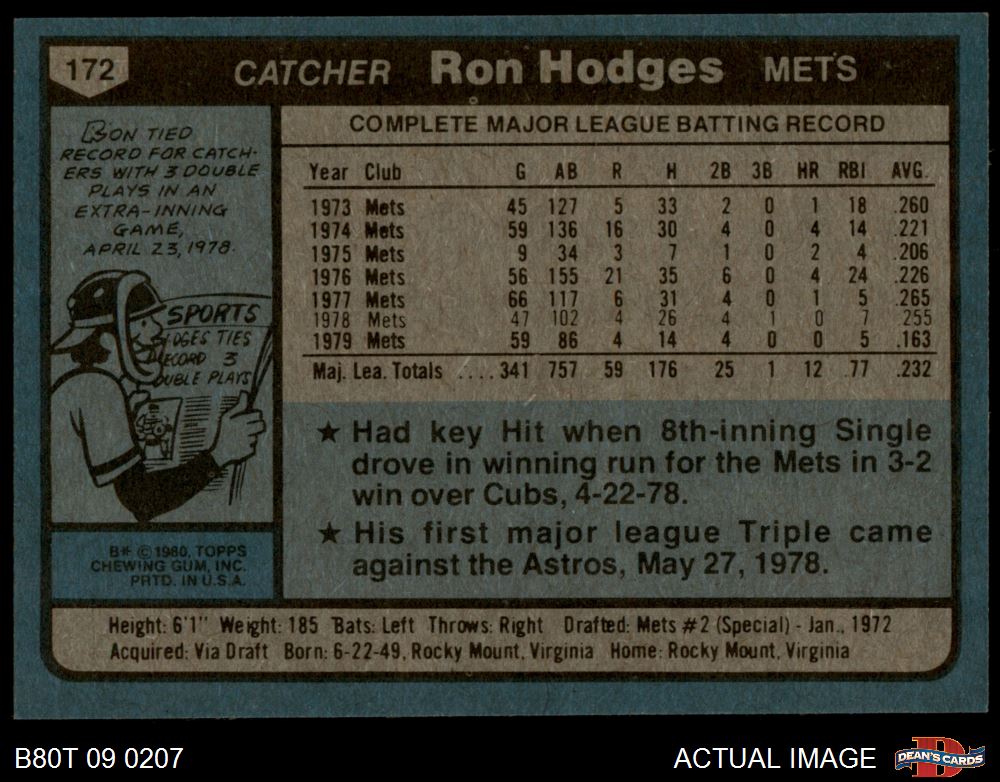 172 CATCHER Ron Hodges METS
RON TIED
RECORD FOR CATCH-
ERS WITH 3 DOUBLE
PLAYS IN AN
EXTRA-INNING
GAME,
APRIL 23, 1978.
SPORTS
DGES TIES
RECORD 3
OUBLE PLAYS
B* © 1980, TOPPS
CHEWING GUM, INC.
PRTD. IN U.S.A.
COMPLETE MAJOR LEAGUE BATTING RECORD
Year Club G AB R H 2B 3B HR RBI AVG.
1973 Mets 45 127 5 33 2 0 1 18 .260
1974 Mets 59 136 16 30 4 0 4 14 .221
1975 Mets 9 34 3 7 1 0 2 4 .206
1976 Mets 56 155 21 35 6 0 4 24 .226
1977 Mets 66 117 6 31 4 0 1 5 .265
1978 Mets 47 102 4 26 4 1 0 7 .255
1979 Mets 59 86 4 14 4 0 0 5 .163
Maj. Lea. Totals .... 341 757 59 176 25 1 12 77 .232
★ Had key Hit when 8th-inning Single
drove in winning run for the Mets in 3-2
win over Cubs, 4-22-78.
★ His first major league Triple came
against the Astros, May 27, 1978.
Height: 6'1" Weight: 185 Bats: Left Throws: Right Drafted: Mets #2 (Special) - Jan., 1972
Acquired: Via Draft Born: 6-22-49, Rocky Mount, Virginia Home: Rocky Mount, Virginia
B80T 09 0207 ACTUAL IMAGE D DEAN'S CARDS